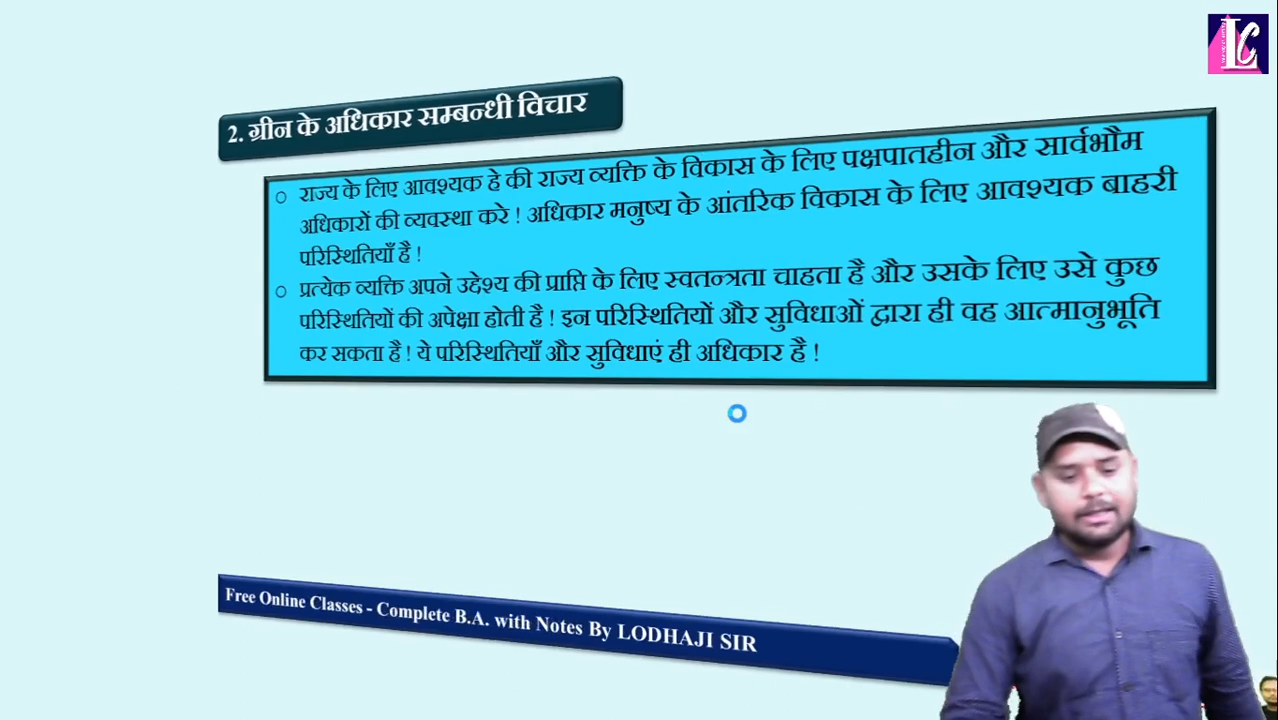 2. ग्रीन के अधिकार सम्बन्धी विचार
राज्य के लिए आवश्यक हे की राज्य व्यक्ति के विकास के लिए पक्षपातहीन और सार्वभौम
अधिकारों की व्यवस्था करे ! अधिकार मनुष्य के आंतरिक विकास के लिए आवश्यक बाहरी
परिस्थितियाँ है !
प्रत्येक व्यक्ति अपने उद्देश्य की प्राप्ति के लिए स्वतन्त्रता चाहता है और उसके लिए उसे कुछ
परिस्थितियों की अपेक्षा होती है ! इन परिस्थितियों और सुविधाओं द्वारा ही वह आत्मानुभूति
कर सकता है ! ये परिस्थितियाँ और सुविधाएं ही अधिकार है !
Free Online Classes - Complete B.A. with Notes By LODHAJI SIR
LC